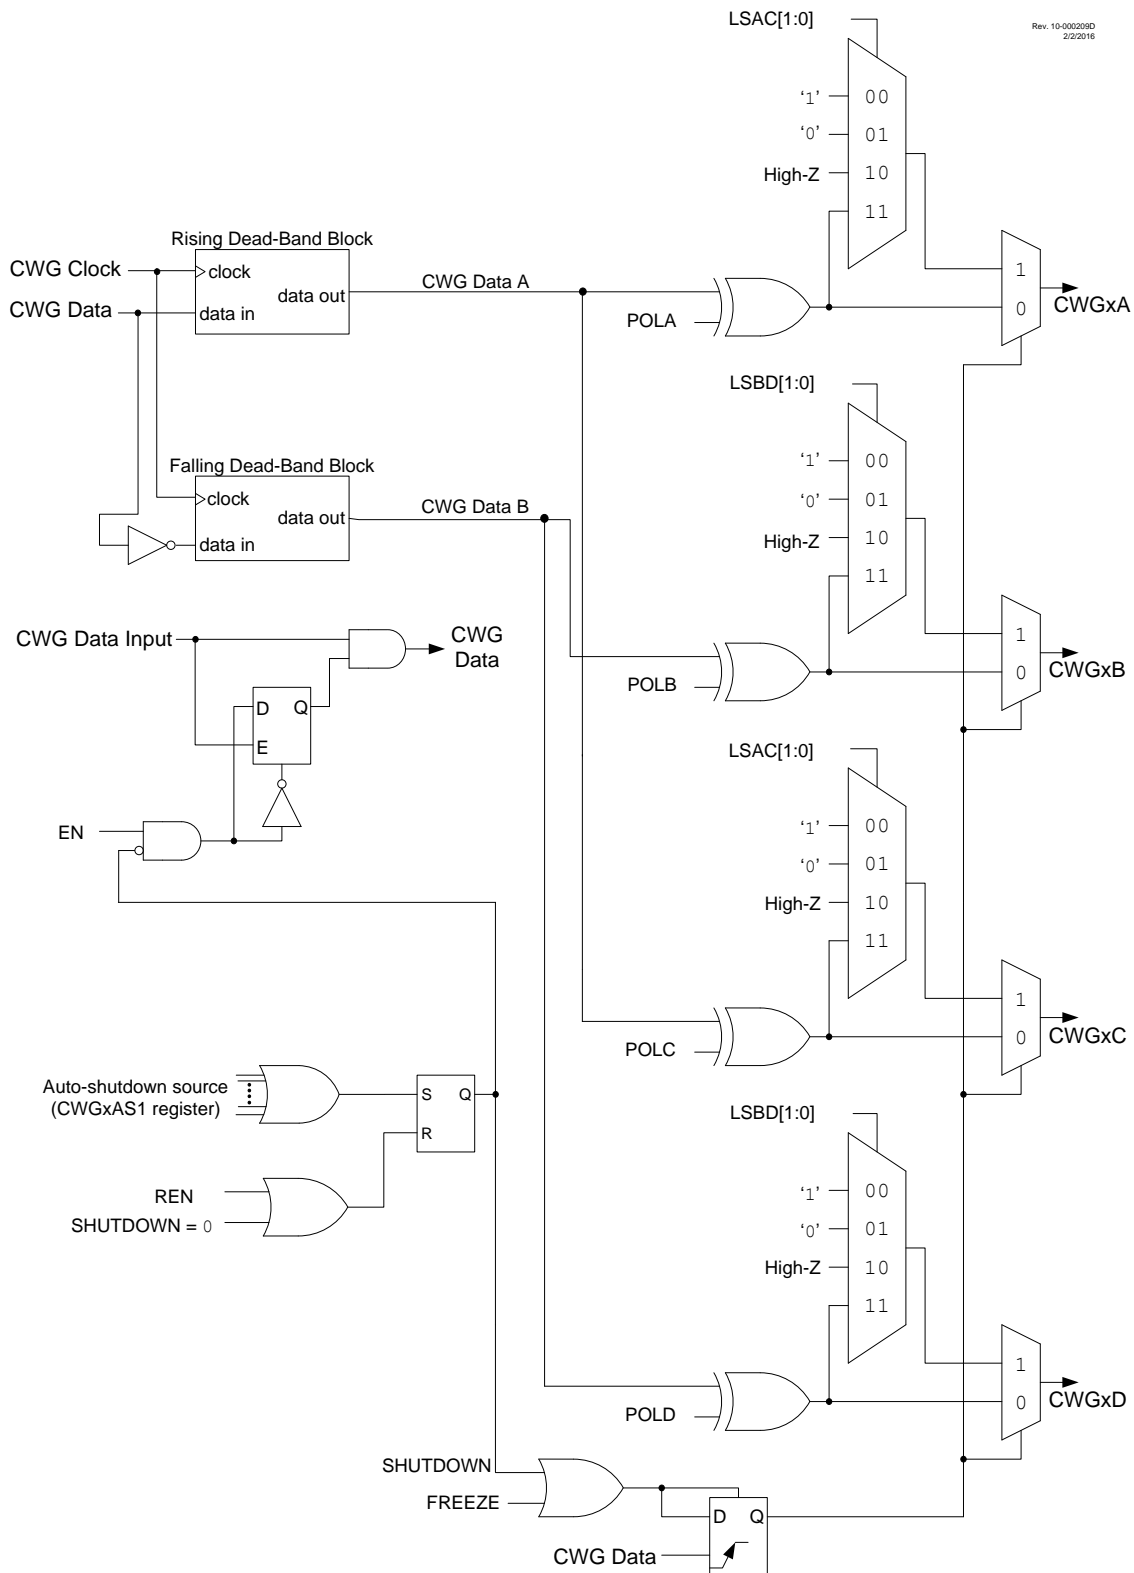 LSAC[1:0]
Rev. 10-000209D
2/2/2016
‘1’
00
‘0’
01
High-Z
10
11
Rising Dead-Band Block
CWG Clock
clock
CWG Data
data in
data out
CWG Data A
POLA
1
0
CWGxA
LSBD[1:0]
‘1’
00
‘0’
01
High-Z
10
11
Falling Dead-Band Block
clock
data out
data in
CWG Data B
POLB
1
0
CWGxB
CWG Data Input
CWG
Data
D
Q
E
EN
LSAC[1:0]
‘1’
00
‘0’
01
High-Z
10
11
POLC
1
0
CWGxC
Auto-shutdown source
(CWGxAS1 register)
S
Q
R
REN
SHUTDOWN = 0
LSBD[1:0]
‘1’
00
‘0’
01
High-Z
10
11
POLD
1
0
CWGxD
SHUTDOWN
FREEZE
D
Q
CWG Data